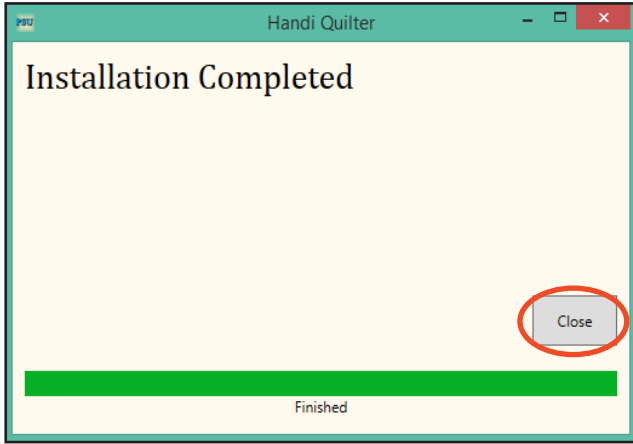 PSU
Handi Quilter
Installation Completed
Close
Finished